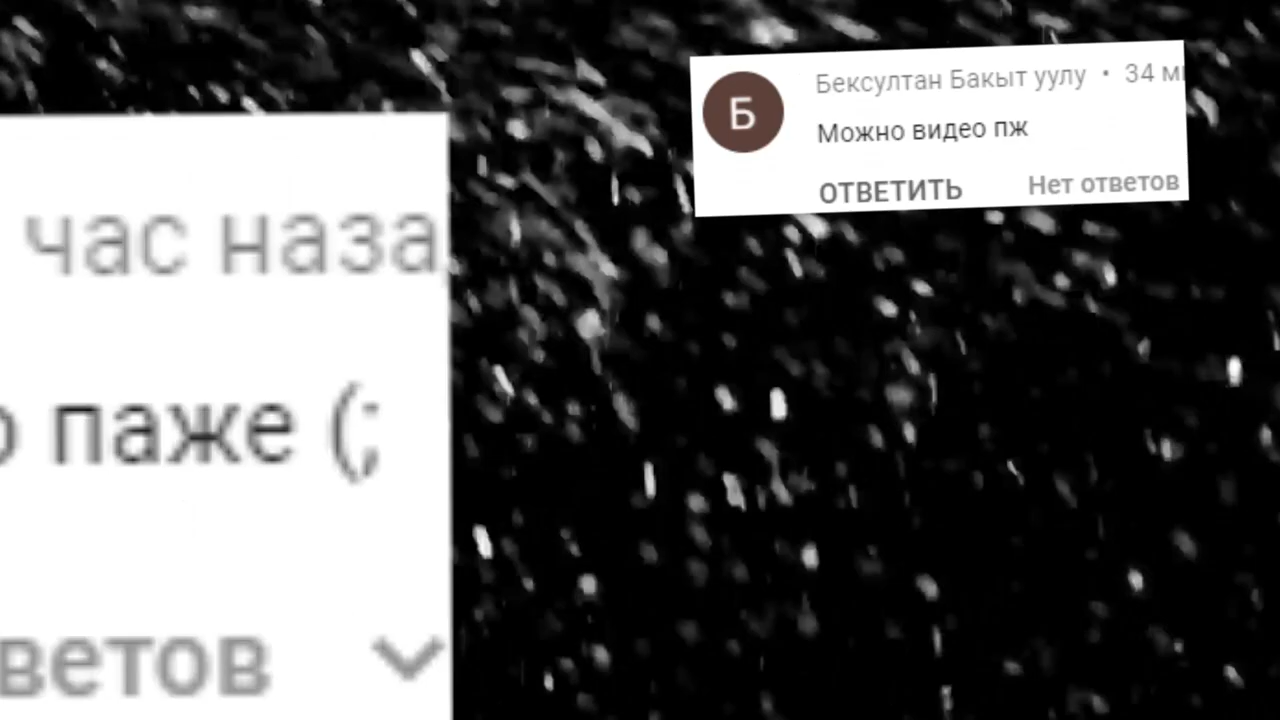 час наза
паже (;
ветов
Б
Бексултан Бакыт уулу • 34 м
Можно видео пж
ОТВЕТИТЬ Нет ответов